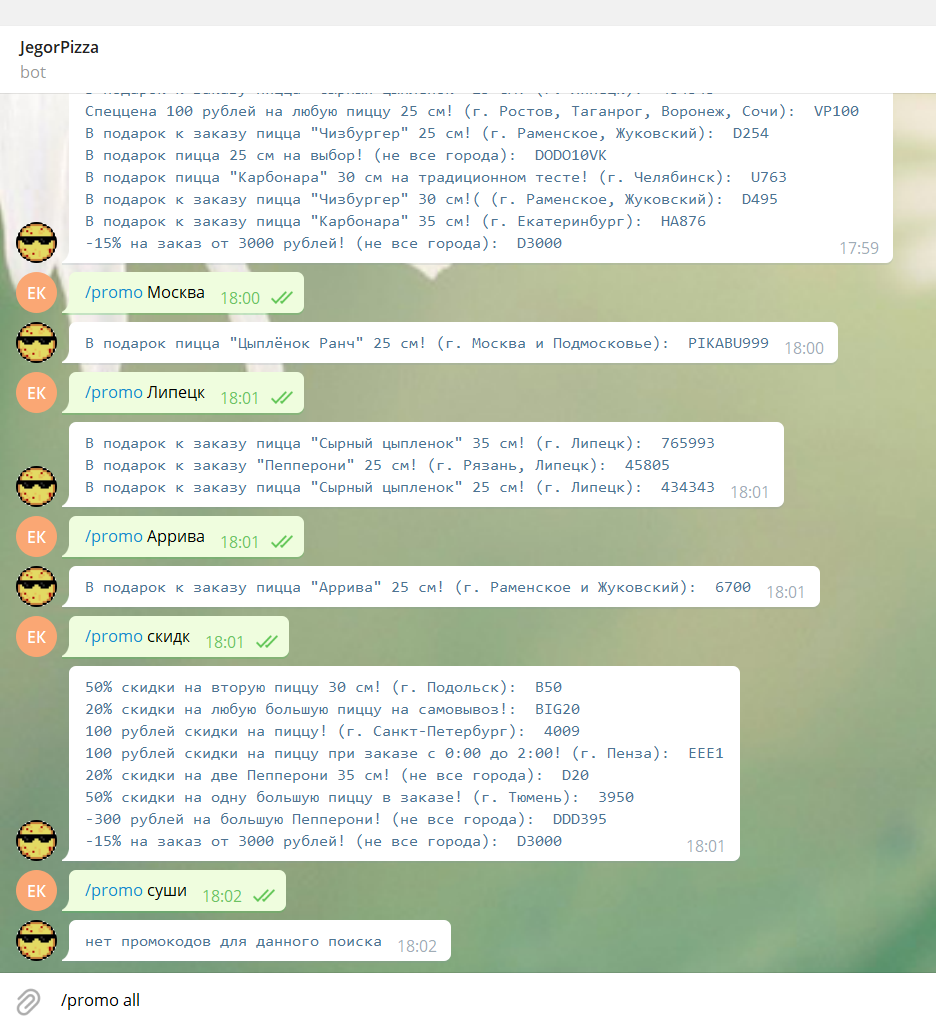 JegorPizza
bot
Спеццена 100 рублей на любую пиццу 25 см! (г. Ростов, Таганрог, Воронеж, Сочи):  VP100
В подарок к заказу пицца "Чизбургер" 25 см! (г. Раменское, Жуковский):  D254
В подарок пицца 25 см на выбор! (не все города):  DODO10VK
В подарок пицца "Карбонара" 30 см на традиционном тесте! (г. Челябинск):  U763
В подарок к заказу пицца "Чизбургер" 30 см!( (г. Раменское, Жуковский):  D495
В подарок к заказу пицца "Карбонара" 35 см! (г. Екатеринбург):  HA876
-15% на заказ от 3000 рублей! (не все города):  D3000
17:59
EK /promo Москва 18:00
В подарок пицца "Цыплёнок Ранч" 25 см! (г. Москва и Подмосковье):  PIKABU999 18:00
EK /promo Липецк 18:01
В подарок к заказу пицца "Сырный цыпленок" 35 см! (г. Липецк):  765993
В подарок к заказу "Пепперони" 25 см! (г. Рязань, Липецк):  45805
В подарок к заказу пицца "Сырный цыпленок" 25 см! (г. Липецк):  434343 18:01
EK /promo Аррива 18:01
В подарок к заказу пицца "Аррива" 25 см! (г. Раменское и Жуковский):  6700 18:01
EK /promo скидк 18:01
50% скидки на вторую пиццу 30 см! (г. Подольск):  B50
20% скидки на любую большую пиццу на самовывоз!:  BIG20
100 рублей скидки на пиццу! (г. Санкт-Петербург):  4009
100 рублей скидки на пиццу при заказе с 0:00 до 2:00! (г. Пенза):  EEE1
20% скидки на две Пепперони 35 см! (не все города):  D20
50% скидки на одну большую пиццу в заказе! (г. Тюмень):  3950
-300 рублей на большую Пепперони! (не все города):  DDD395
-15% на заказ от 3000 рублей! (не все города):  D3000
18:01
EK /promo суши 18:02
нет промокодов для данного поиска 18:02
/promo all